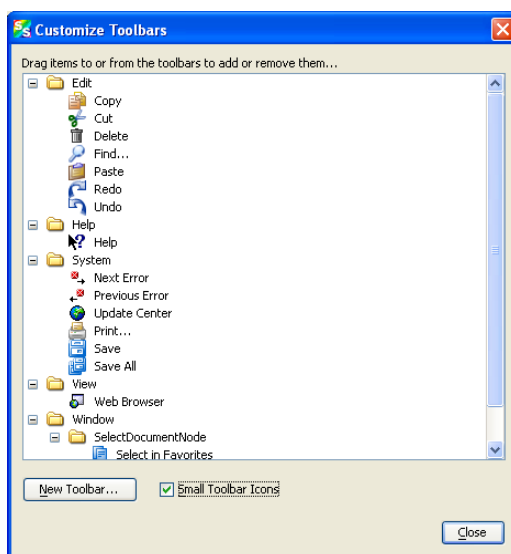 Customize Toolbars
Drag items to or from the toolbars to add or remove them...
Edit
Copy
Cut
Delete
Find...
Paste
Redo
Undo
Help
Help
System
Next Error
Previous Error
Update Center
Print...
Save
Save All
View
Web Browser
Window
SelectDocumentNode
Select in Favorites
New Toolbar...
Small Toolbar Icons
Close